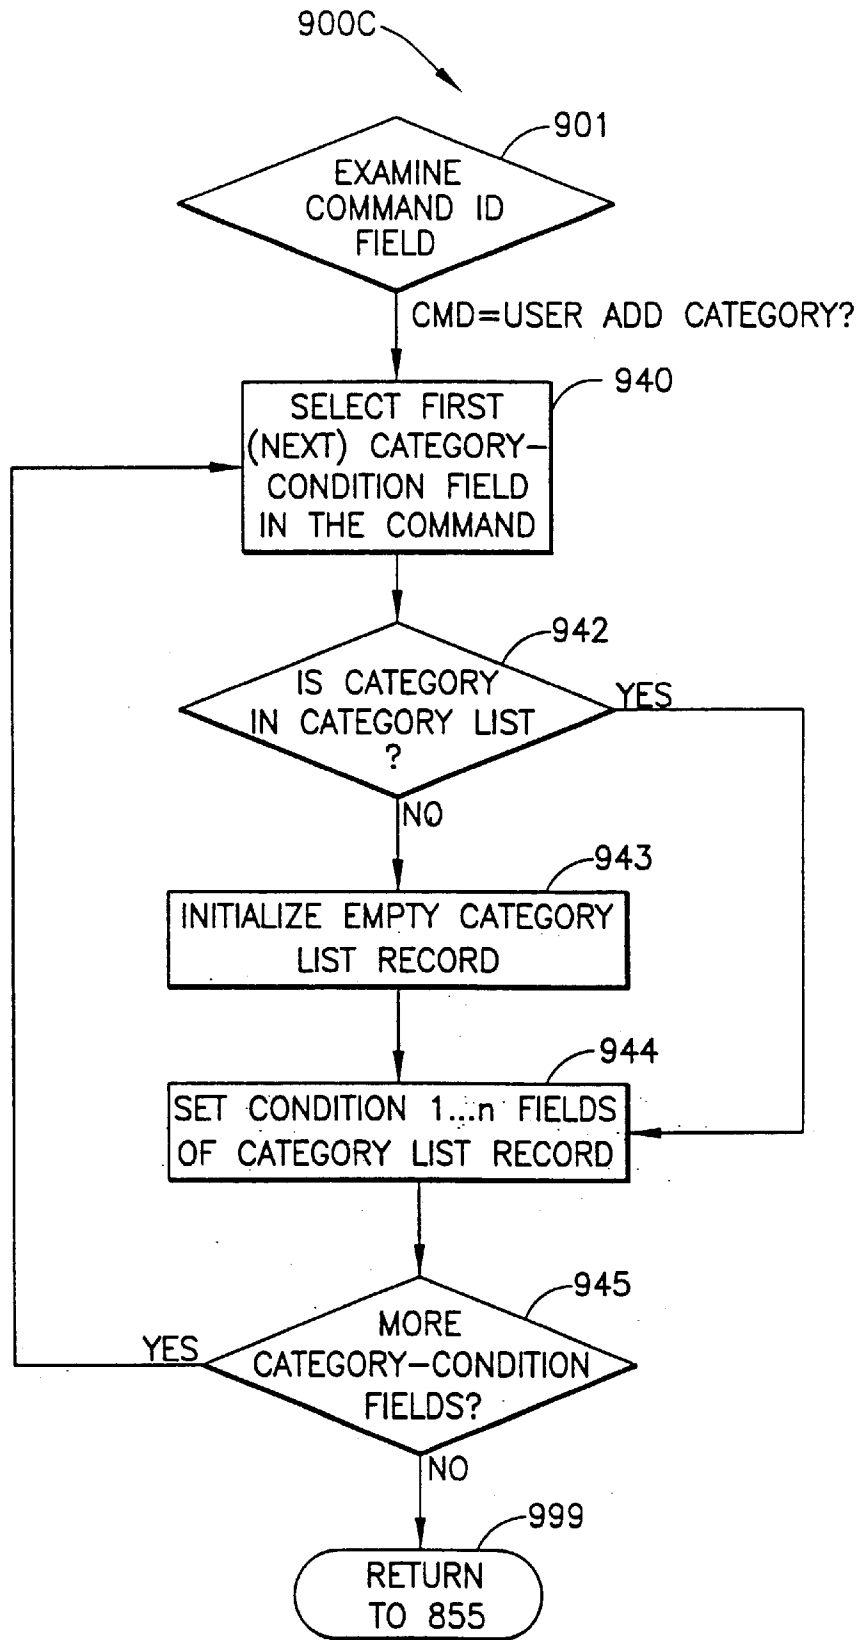 900C
901
EXAMINE
COMMAND ID
FIELD
CMD=USER ADD CATEGORY?
940
SELECT FIRST
(NEXT) CATEGORY-
CONDITION FIELD
IN THE COMMAND
942
IS CATEGORY
IN CATEGORY LIST
?
YES
NO
943
INITIALIZE EMPTY CATEGORY
LIST RECORD
944
SET CONDITION 1...n FIELDS
OF CATEGORY LIST RECORD
945
MORE
CATEGORY-CONDITION
FIELDS?
YES
NO
999
RETURN
TO 855